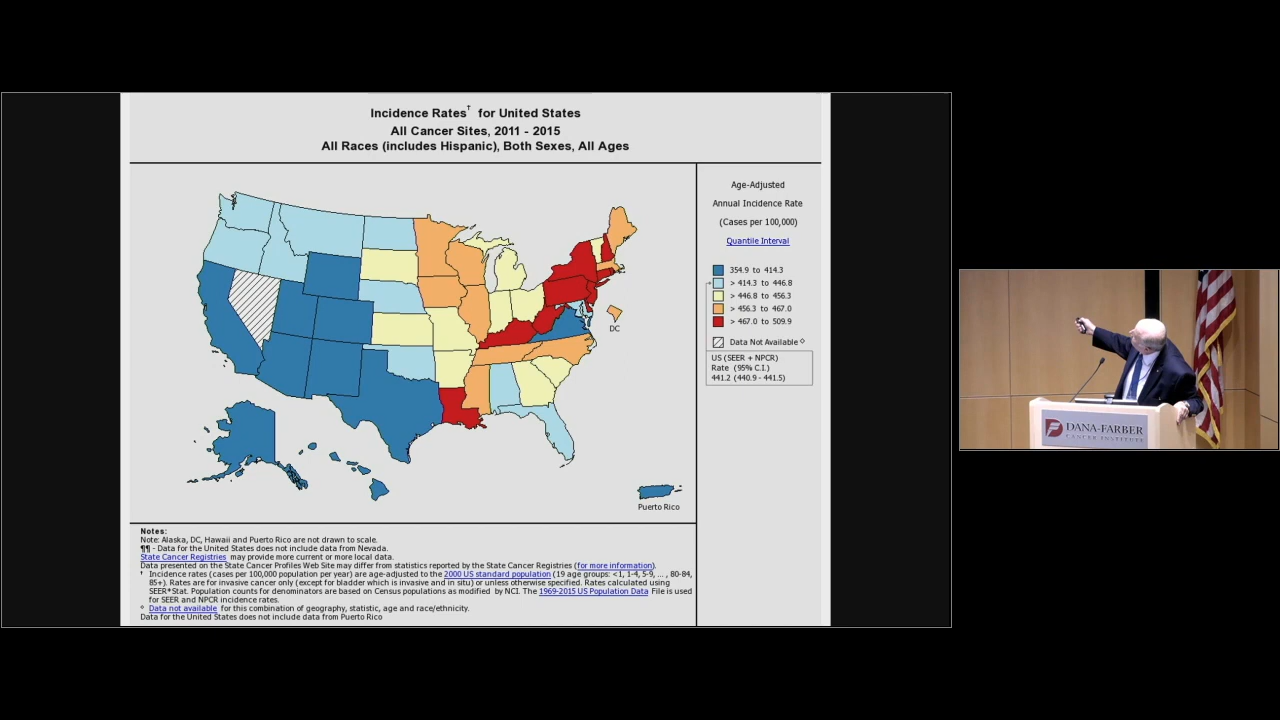 Incidence Rates† for United States
All Cancer Sites, 2011 - 2015
All Races (includes Hispanic), Both Sexes, All Ages
Age-Adjusted
Annual Incidence Rate
(Cases per 100,000)
Quantile Interval
354.9 to 414.3
> 414.3 to 446.8
> 446.8 to 456.3
> 456.3 to 467.0
> 467.0 to 509.9
Data Not Available ◊
US (SEER + NPCR)
Rate (95% C.I.)
441.2 (440.9 - 441.5)
DC
Puerto Rico
Notes:
Note: Alaska, DC, Hawaii and Puerto Rico are not drawn to scale.
¶¶ - Data for the United States does not include data from Nevada.
State Cancer Registries may provide more current or more local data.
Data presented on the State Cancer Profiles Web Site may differ from statistics reported by the State Cancer Registries (for more information).
† Incidence rates (cases per 100,000 population per year) are age-adjusted to the 2000 US standard population (19 age groups: <1, 1-4, 5-9, ... , 80-84,
85+). Rates are for invasive cancer only (except for bladder which is invasive and in situ) or unless otherwise specified. Rates calculated using
SEER*Stat. Population counts for denominators are based on Census populations as modified by NCI. The 1969-2015 US Population Data File is used
for SEER and NPCR incidence rates.
◊ Data not available for this combination of geography, statistic, age and race/ethnicity.
Data for the United States does not include data from Puerto Rico
DANA-FARBER
CANCER INSTITUTE